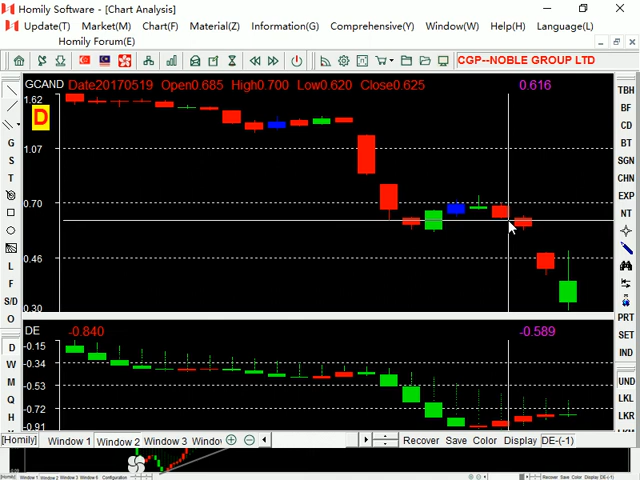 Homily Software - [Chart Analysis]
Update(T) Market(M) Chart(F) Material(Z) Information(G) Comprehensive(Y) Window(W) Help(H) Language(L)
Homily Forum(E)
CGP--NOBLE GROUP LTD
GCAND Date20170519 Open0.685 High0.700 Low0.620 Close0.625 0.616
1.62
D
1.07
0.70
0.46
0.30
DE -0.840 -0.589
-0.15
-0.34
-0.53
-0.72
-0.91
G
S
T
L
F
S/D
O
D
W
M
Q
H
TBH
BF
CD
BT
SGN
CHN
EXP
NT
PRT
SET
IND
UND
LKL
LKR
[Homily] Window 1 Window 2 Window 3 Windo Recover Save Color Display DE-(-1)